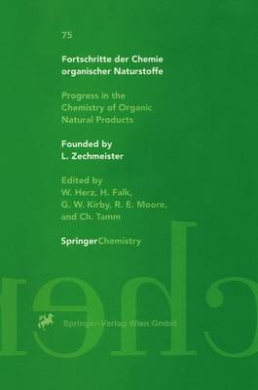 75
Fortschritte der Chemie
organischer Naturstoffe
Progress in the
Chemistry of Organic
Natural Products
Founded by
L. Zechmeister
Edited by
W. Herz, H. Falk,
G. W. Kirby, R. E. Moore,
and Ch. Tamm
SpringerChemistry
Springer-Verlag Wien GmbH